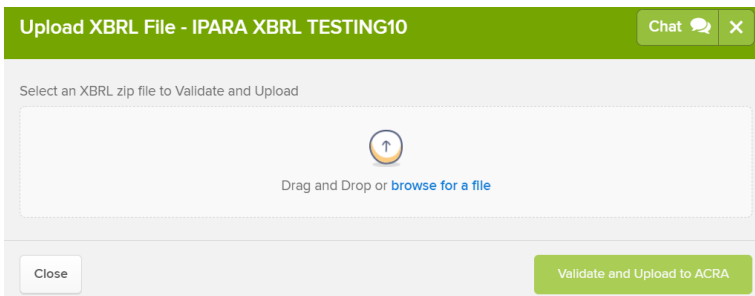 Upload XBRL File - IPARA XBRL TESTING10
Chat
Select an XBRL zip file to Validate and Upload
Drag and Drop or browse for a file
Close
Validate and Upload to ACRA